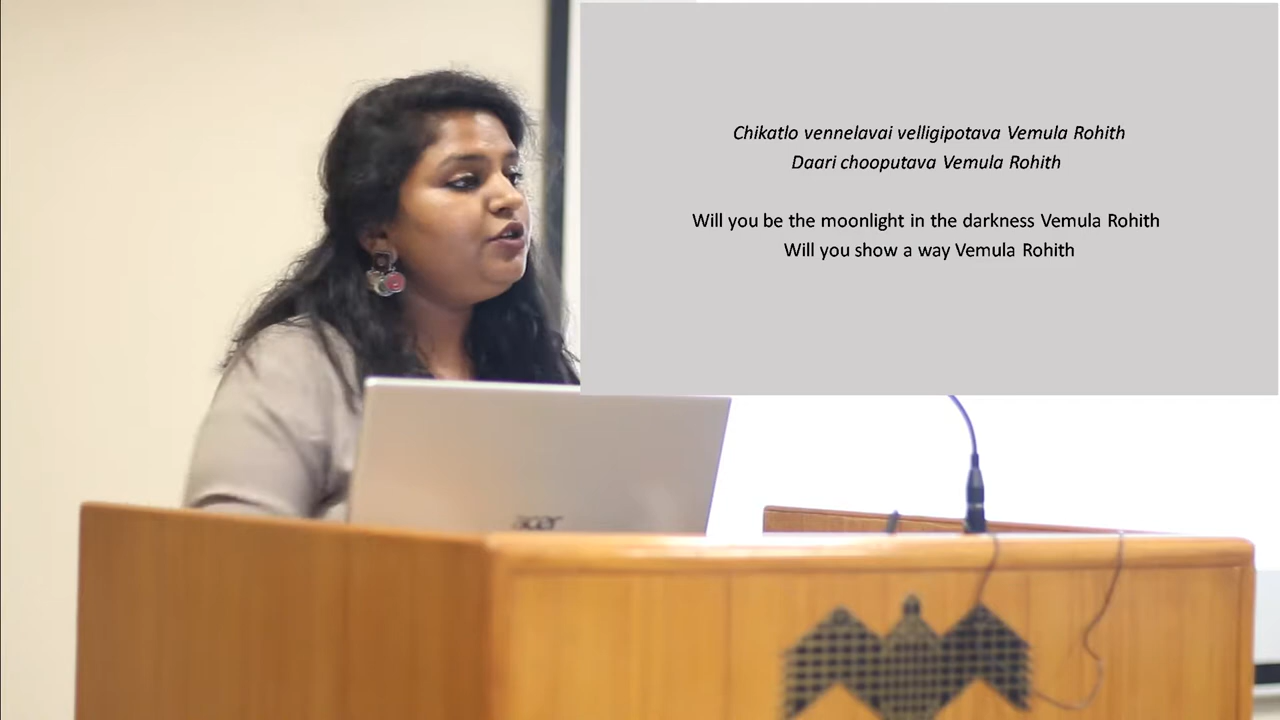 Chikatlo vennelavai velligipotava Vemula Rohith
Daari chooputava Vemula Rohith
Will you be the moonlight in the darkness Vemula Rohith
Will you show a way Vemula Rohith
acer